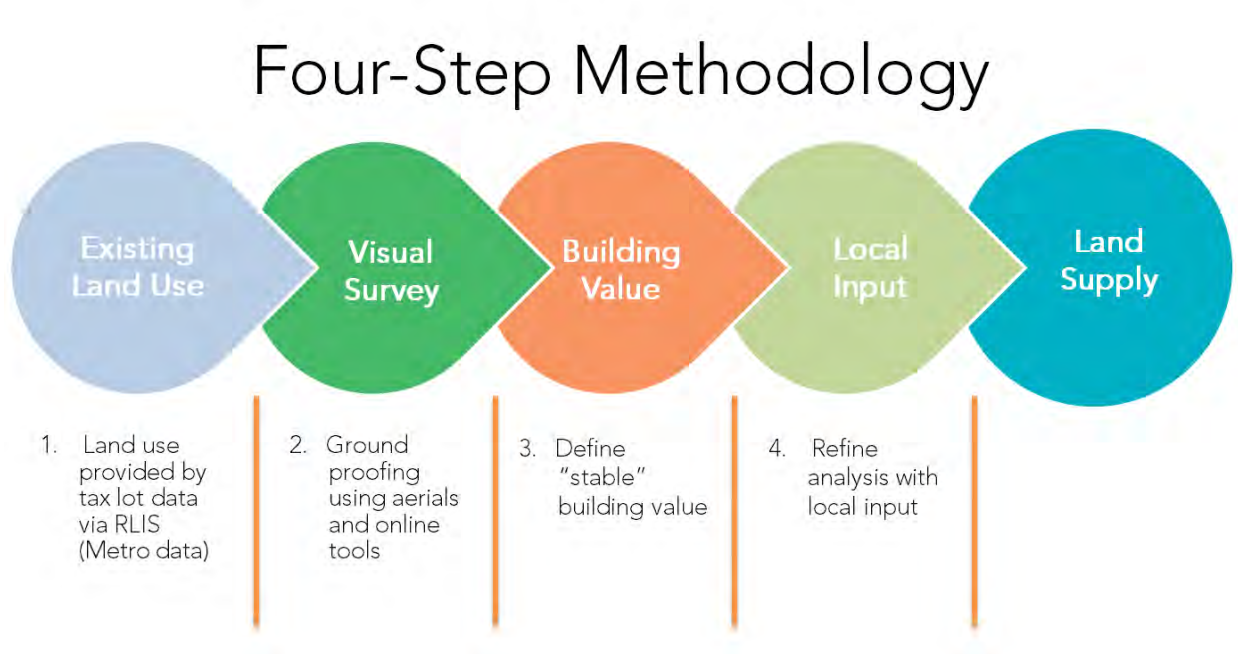 Four-Step Methodology
Existing
Land Use
Visual
Survey
Building
Value
Local
Input
Land
Supply
1. Land use
provided by
tax lot data
via RLIS
(Metro data)
2. Ground
proofing
using aerials
and online
tools
3. Define
“stable”
building value
4. Refine
analysis with
local input